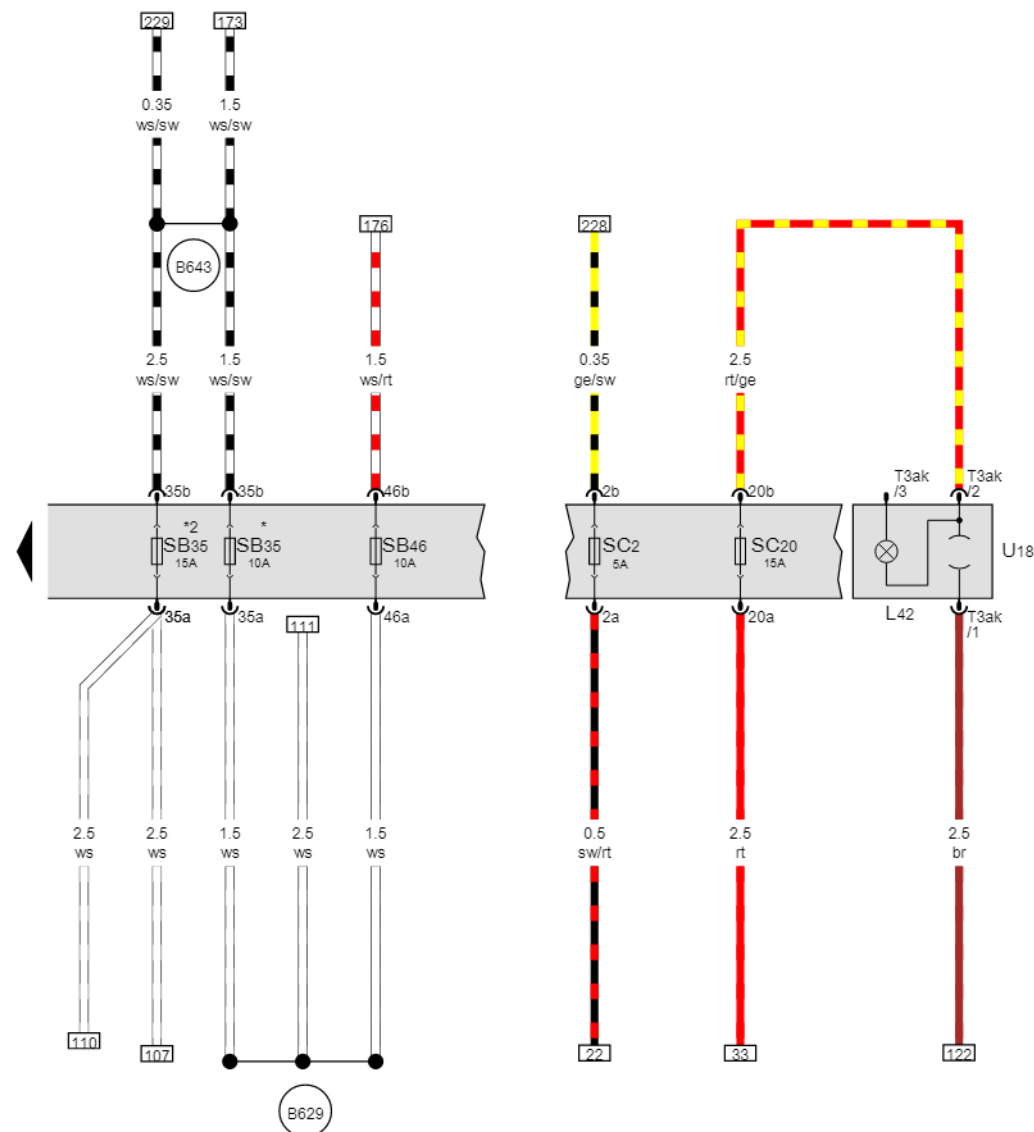 229 173
0.35 1.5
ws/sw ws/sw
176 228
B643
2.5 1.5 1.5 0.35 2.5
ws/sw ws/sw ws/rt ge/sw rt/ge
T3ak T3ak
35b 35b 46b 2b 20b /3 /2
*2 *
SB35 SB35 SB46 SC2 SC20 U18
15A 10A 10A 5A 15A
35a 35a 46a 2a 20a L42 T3ak
111 /1
2.5 2.5 1.5 2.5 1.5 0.5 2.5 2.5
ws ws ws ws ws sw/rt rt br
110 107 22 33 122
B629